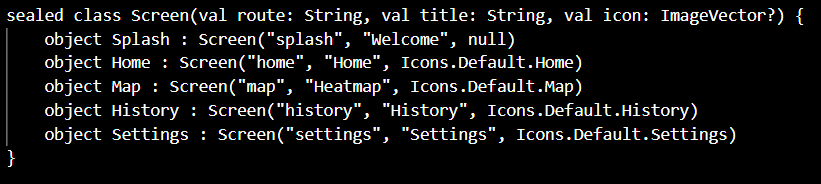 sealed class Screen(val route: String, val title: String, val icon: ImageVector?) {
    object Splash : Screen("splash", "Welcome", null)
    object Home : Screen("home", "Home", Icons.Default.Home)
    object Map : Screen("map", "Heatmap", Icons.Default.Map)
    object History : Screen("history", "History", Icons.Default.History)
    object Settings : Screen("settings", "Settings", Icons.Default.Settings)
}